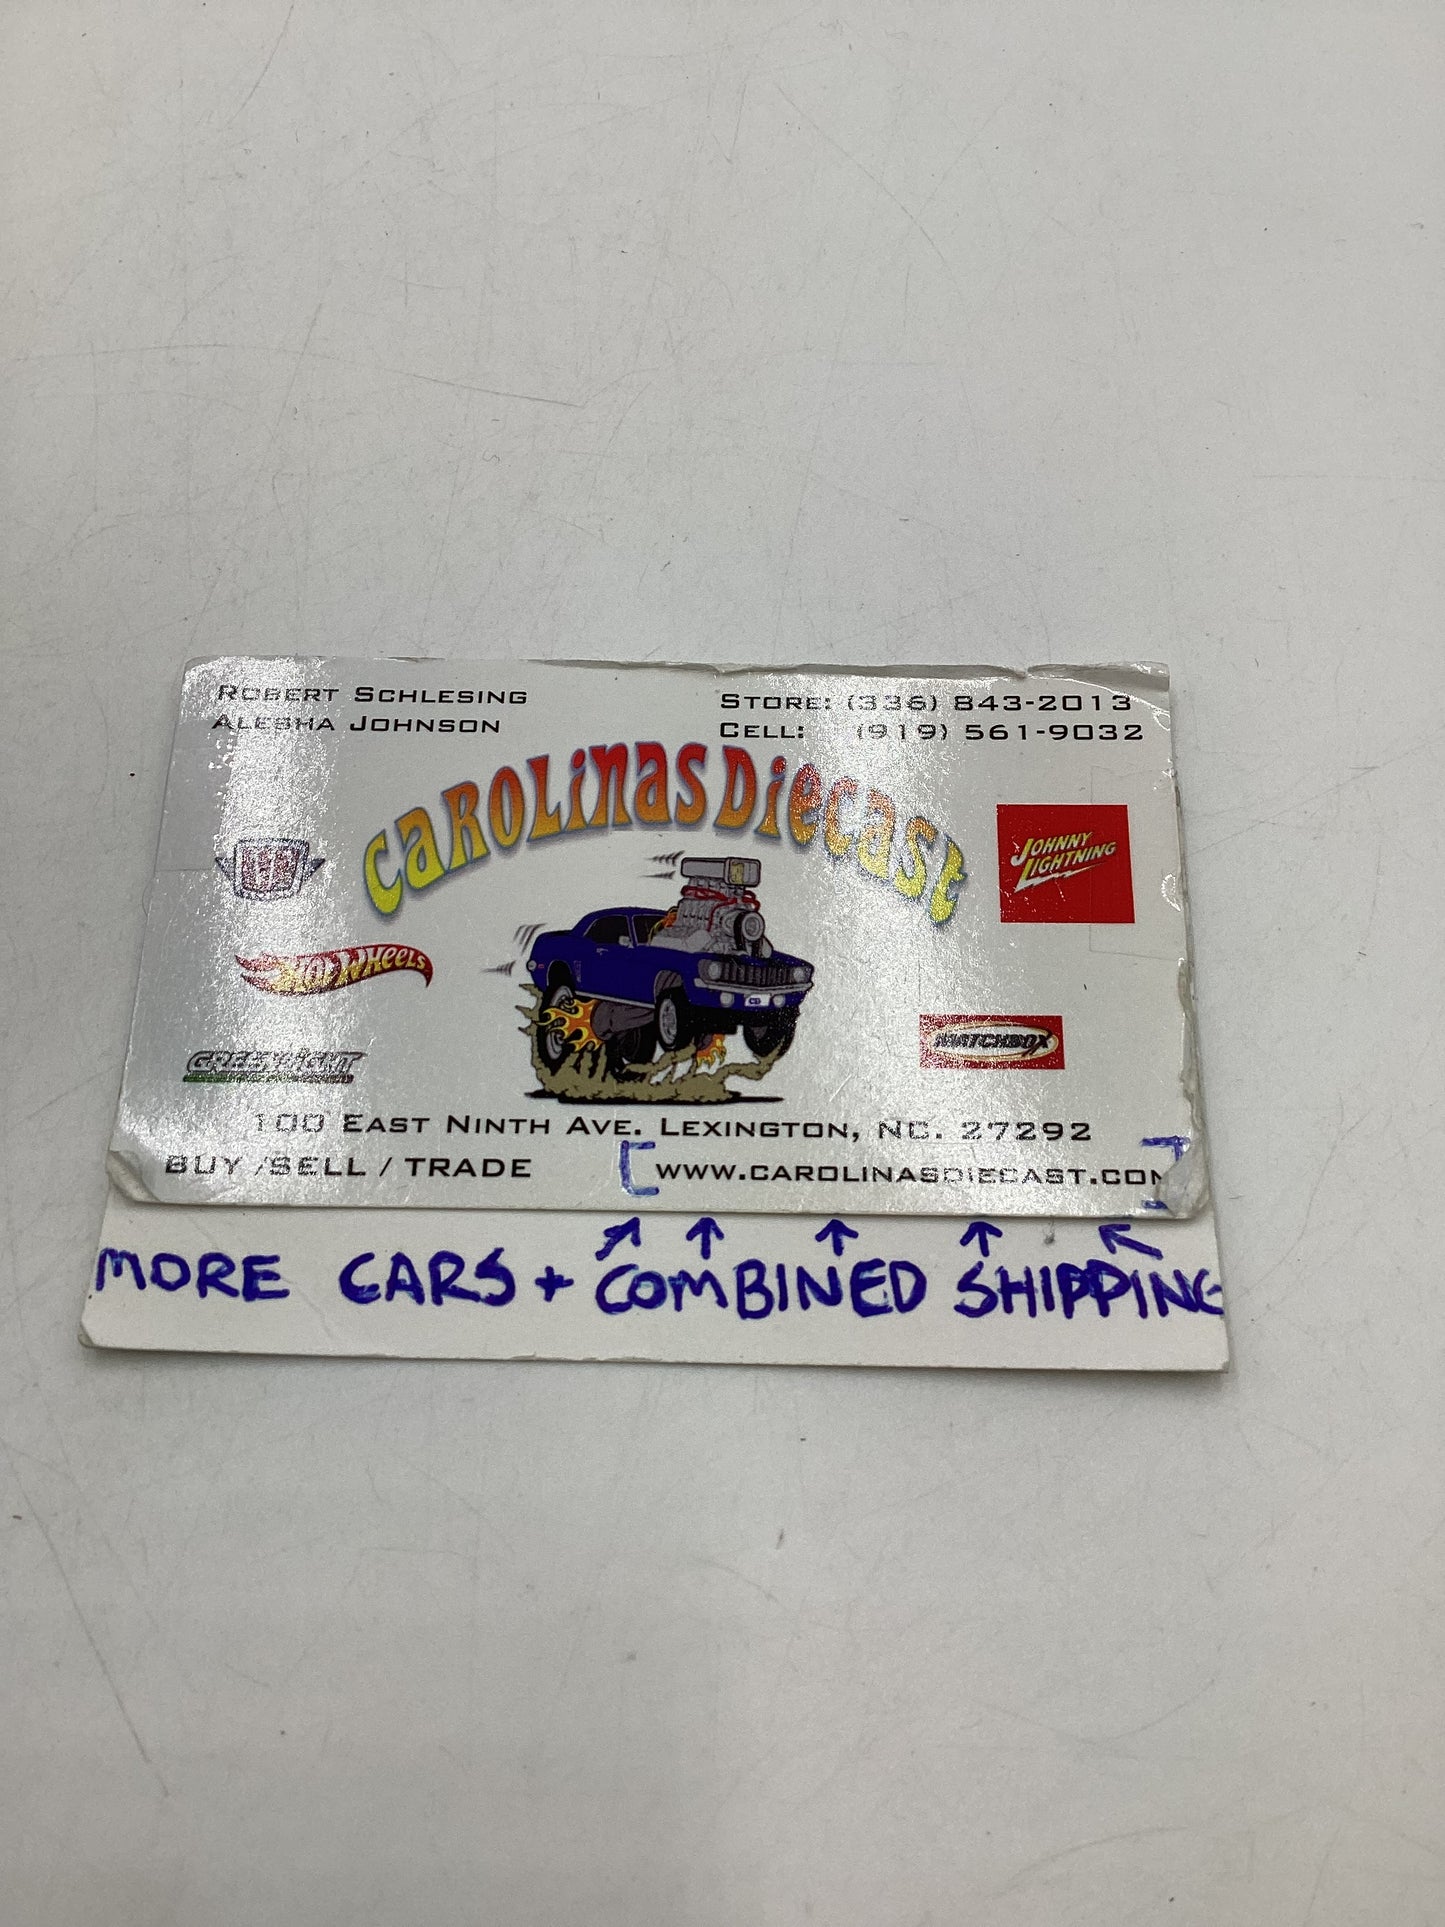 ROBERT SCHLESING
ALESHA JOHNSON
STORE: (336) 843-2013
CELL: (919) 561-9032
CAROLINAS DIECAST
JOHNNY LIGHTNING
HOT WHEELS
MATCHBOX
GREENLIGHT
100 EAST NINTH AVE. LEXINGTON, NC. 27292
BUY / SELL / TRADE
WWW.CAROLINASDIECAST.COM
MORE CARS + COMBINED SHIPPING